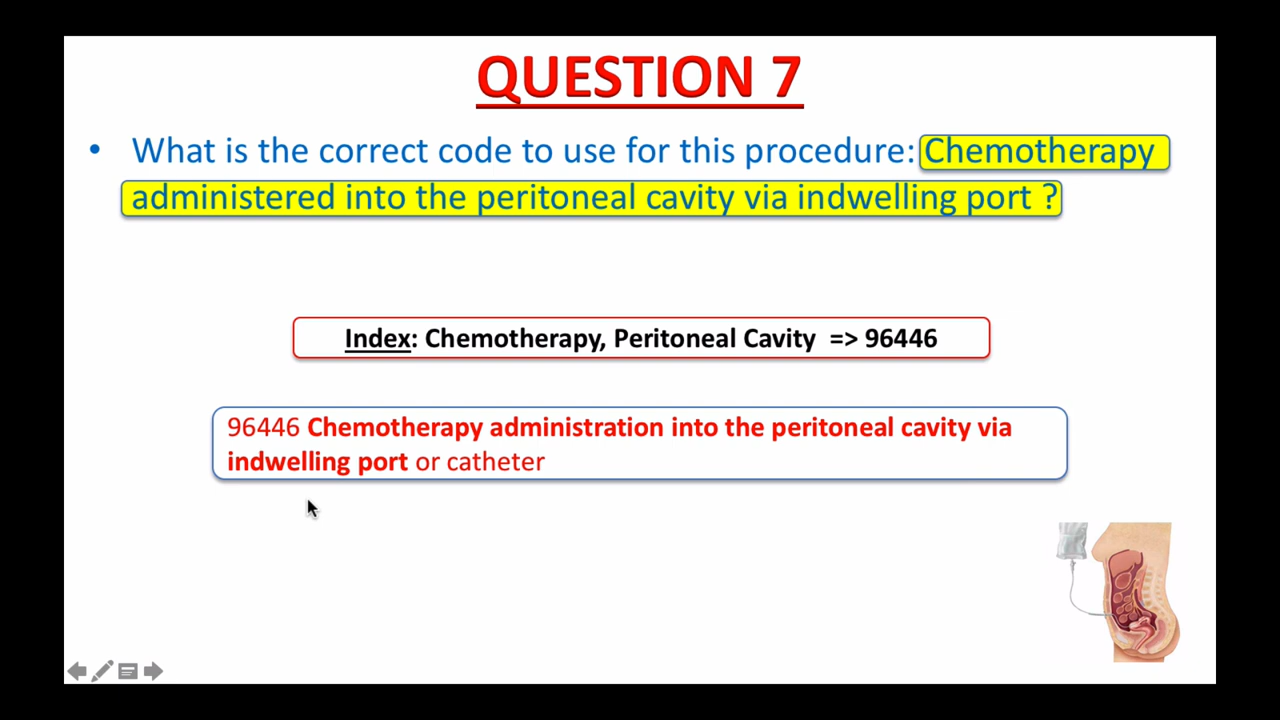 QUESTION 7
• What is the correct code to use for this procedure: Chemotherapy
administered into the peritoneal cavity via indwelling port ?
Index: Chemotherapy, Peritoneal Cavity => 96446
96446 Chemotherapy administration into the peritoneal cavity via
indwelling port or catheter